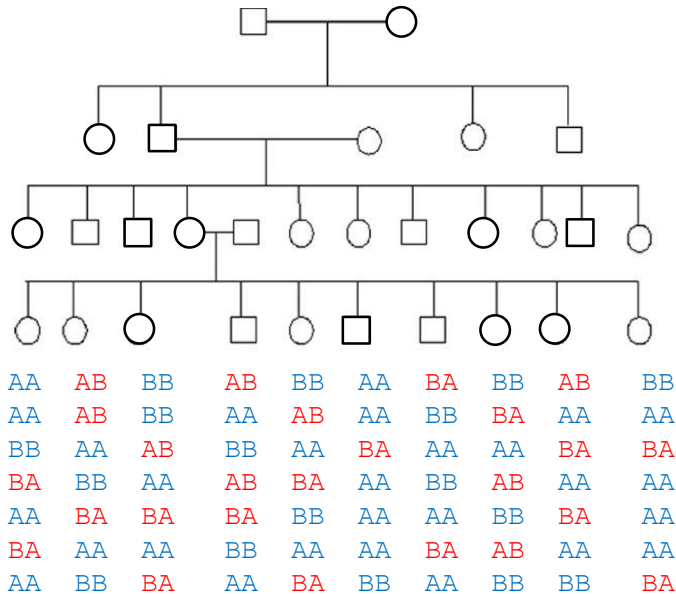 AA AB BB AB BB AA BA BB AB BB
AA AB BB AA AB AA BB BA AA AA
BB AA AB BB AA BA AA AA BA BA
BA BB AA AB BA AA BB AB AA AA
AA BA BA BA BB AA AA BB BA AA
BA AA AA BB AA AA BA AB AA AA
AA BB BA AA BA BB AA BB BB BA